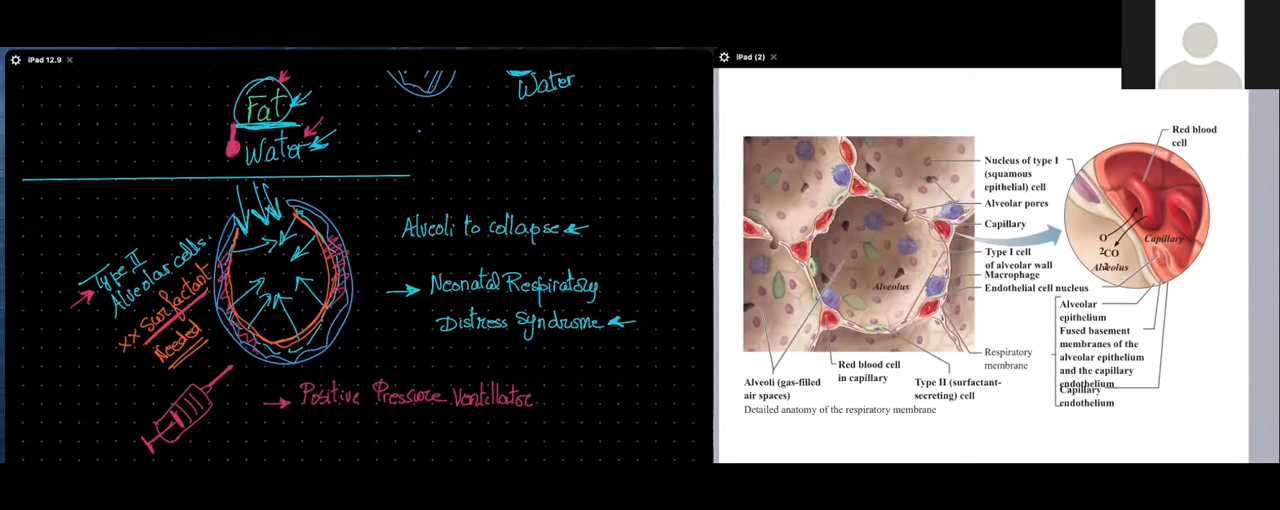 iPad 12.9
Fat
Water
Water
Type II
Alveolar cells.
xx Surfactant
Needed
Alveoli to collapse
Neonatal Respiratory
Distress Syndrome
Positive Pressure Ventillator
iPad (2)
Red blood
cell
Nucleus of type I
(squamous
epithelial) cell
Alveolar pores
Capillary
Type I cell
of alveolar wall
Macrophage
Endothelial cell nucleus
O
2CO
2
Capillary
Alveolus
Alveolus
Alveolar
epithelium
Fused basement
membranes of the
alveolar epithelium
and the capillary
endothelium
Capillary
endothelium
Respiratory
membrane
Red blood cell
in capillary
Type II (surfactant-
secreting) cell
Alveoli (gas-filled
air spaces)
Detailed anatomy of the respiratory membrane